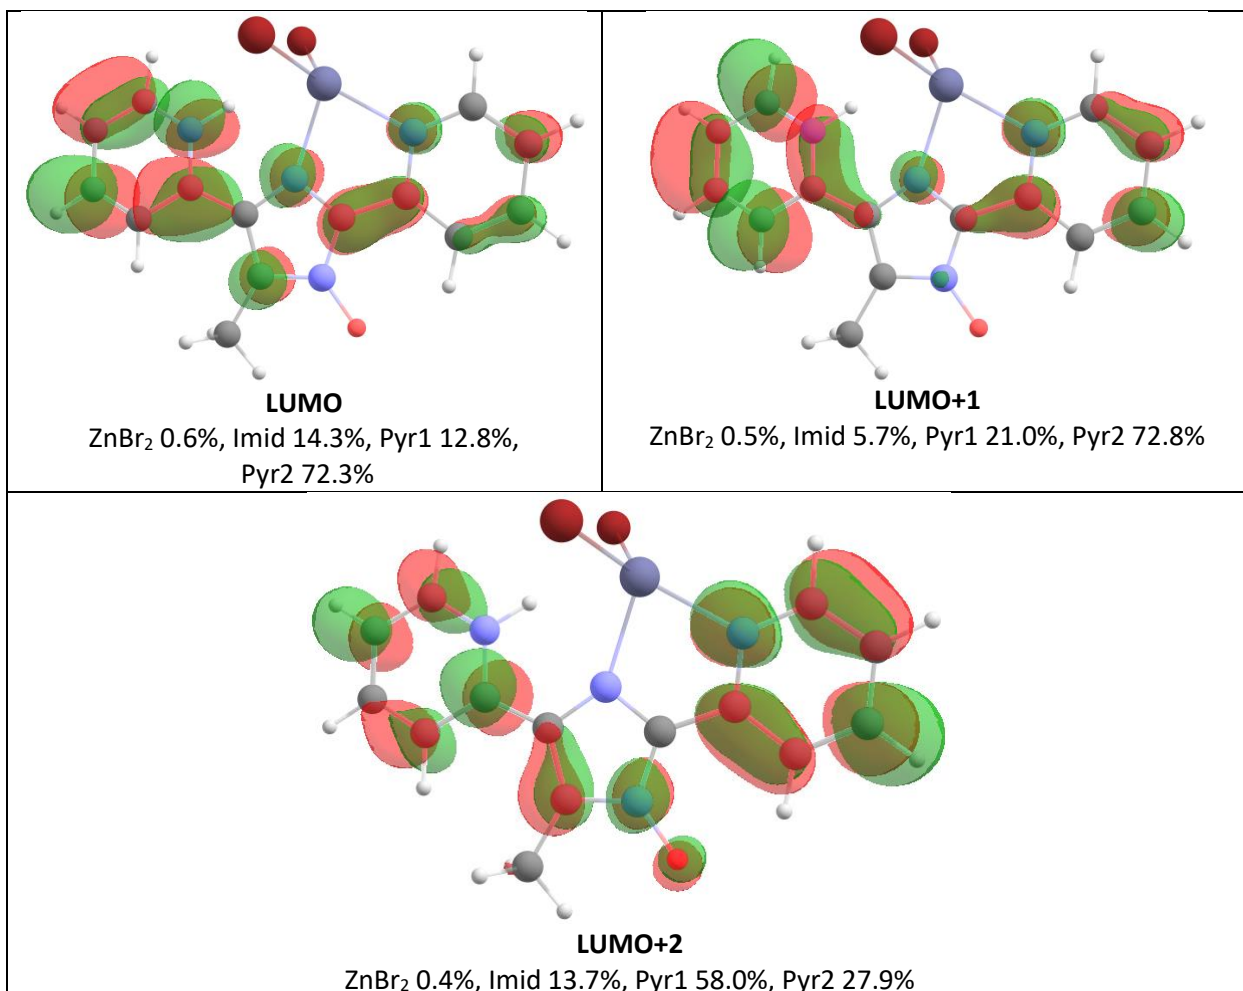 LUMO
ZnBr₂ 0.6%, Imid 14.3%, Pyr1 12.8%,
Pyr2 72.3%
LUMO+1
ZnBr₂ 0.5%, Imid 5.7%, Pyr1 21.0%, Pyr2 72.8%
LUMO+2
ZnBr₂ 0.4%, Imid 13.7%, Pyr1 58.0%, Pyr2 27.9%